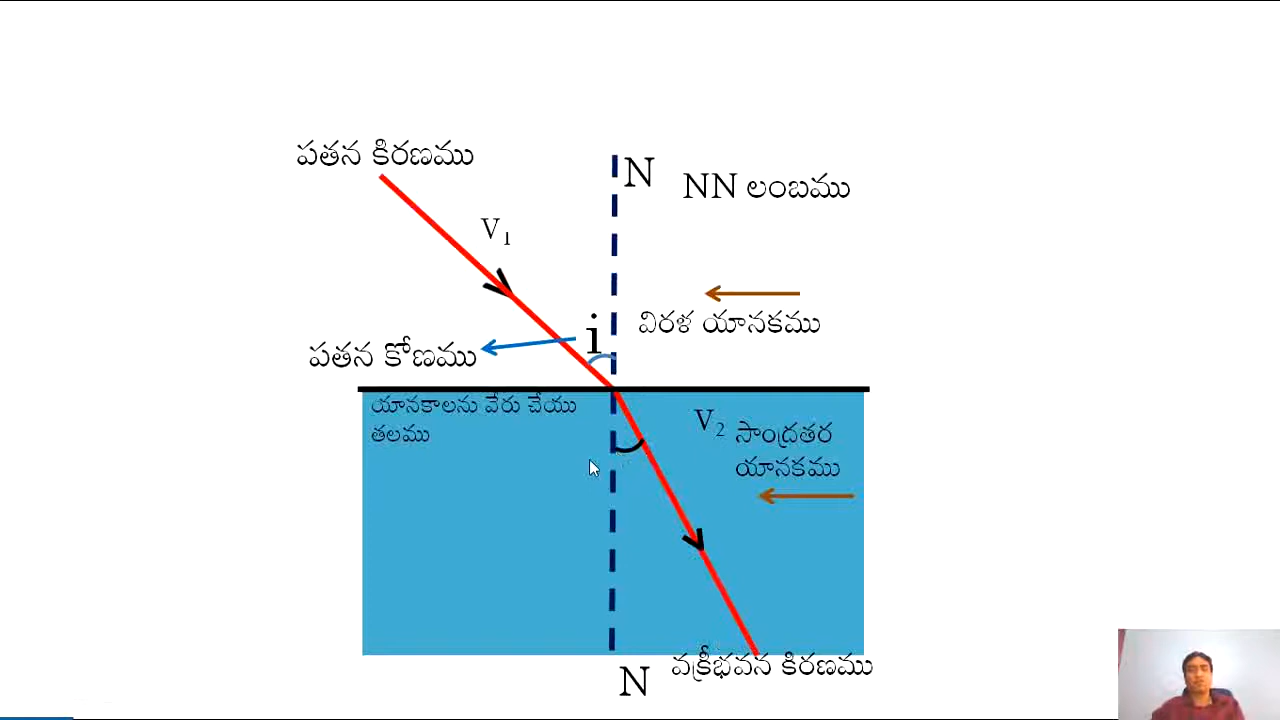 పతన కిరణము
N
NN లంబము
V1
విరళ యానకము
i
పతన కోణము
యానకాలను వేరు చేయు
తలము
V2
సాంద్రతర
యానకము
వక్రీభవన కిరణము
N